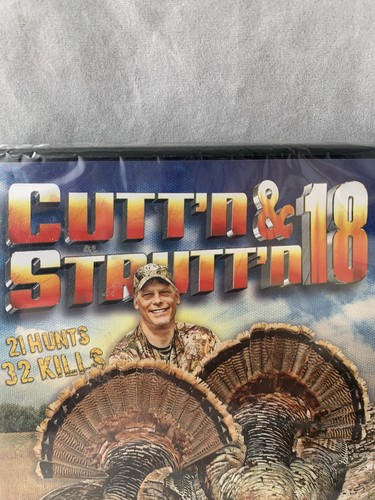 CUTT'N & 18
STRUTT'N
21 HUNTS
32 KILLS